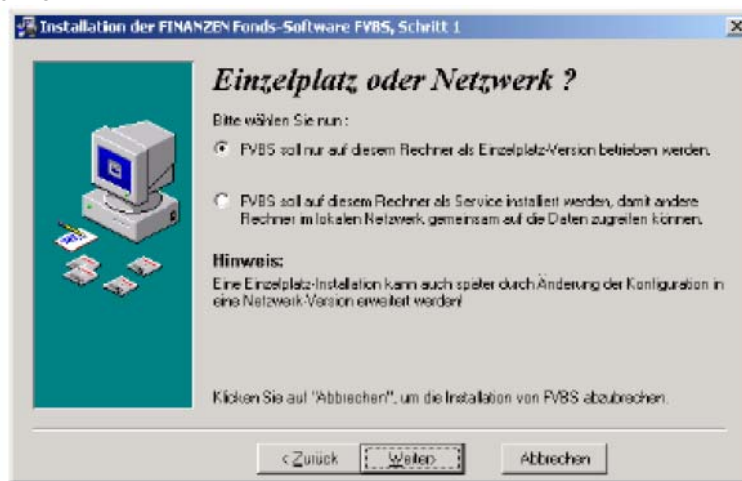 Installation der FINANZEN Fonds-Software FVBS, Schritt 1
Einzelplatz oder Netzwerk ?
Bitte wählen Sie nun :
FVBS soll nur auf diesem Rechner als Einzelplatz-Version betrieben werden.
FVBS soll auf diesem Rechner als Service installiert werden, damit andere
Rechner im lokalen Netzwerk gemeinsam auf die Daten zugreifen können.
Hinweis:
Eine Einzelplatz-Installation kann auch später durch Änderung der Konfiguration in
eine Netzwerk-Version erweitert werden!
Klicken Sie auf "Abbrechen", um die Installation von FVBS abzubrechen.
< Zurück Weiter> Abbrechen